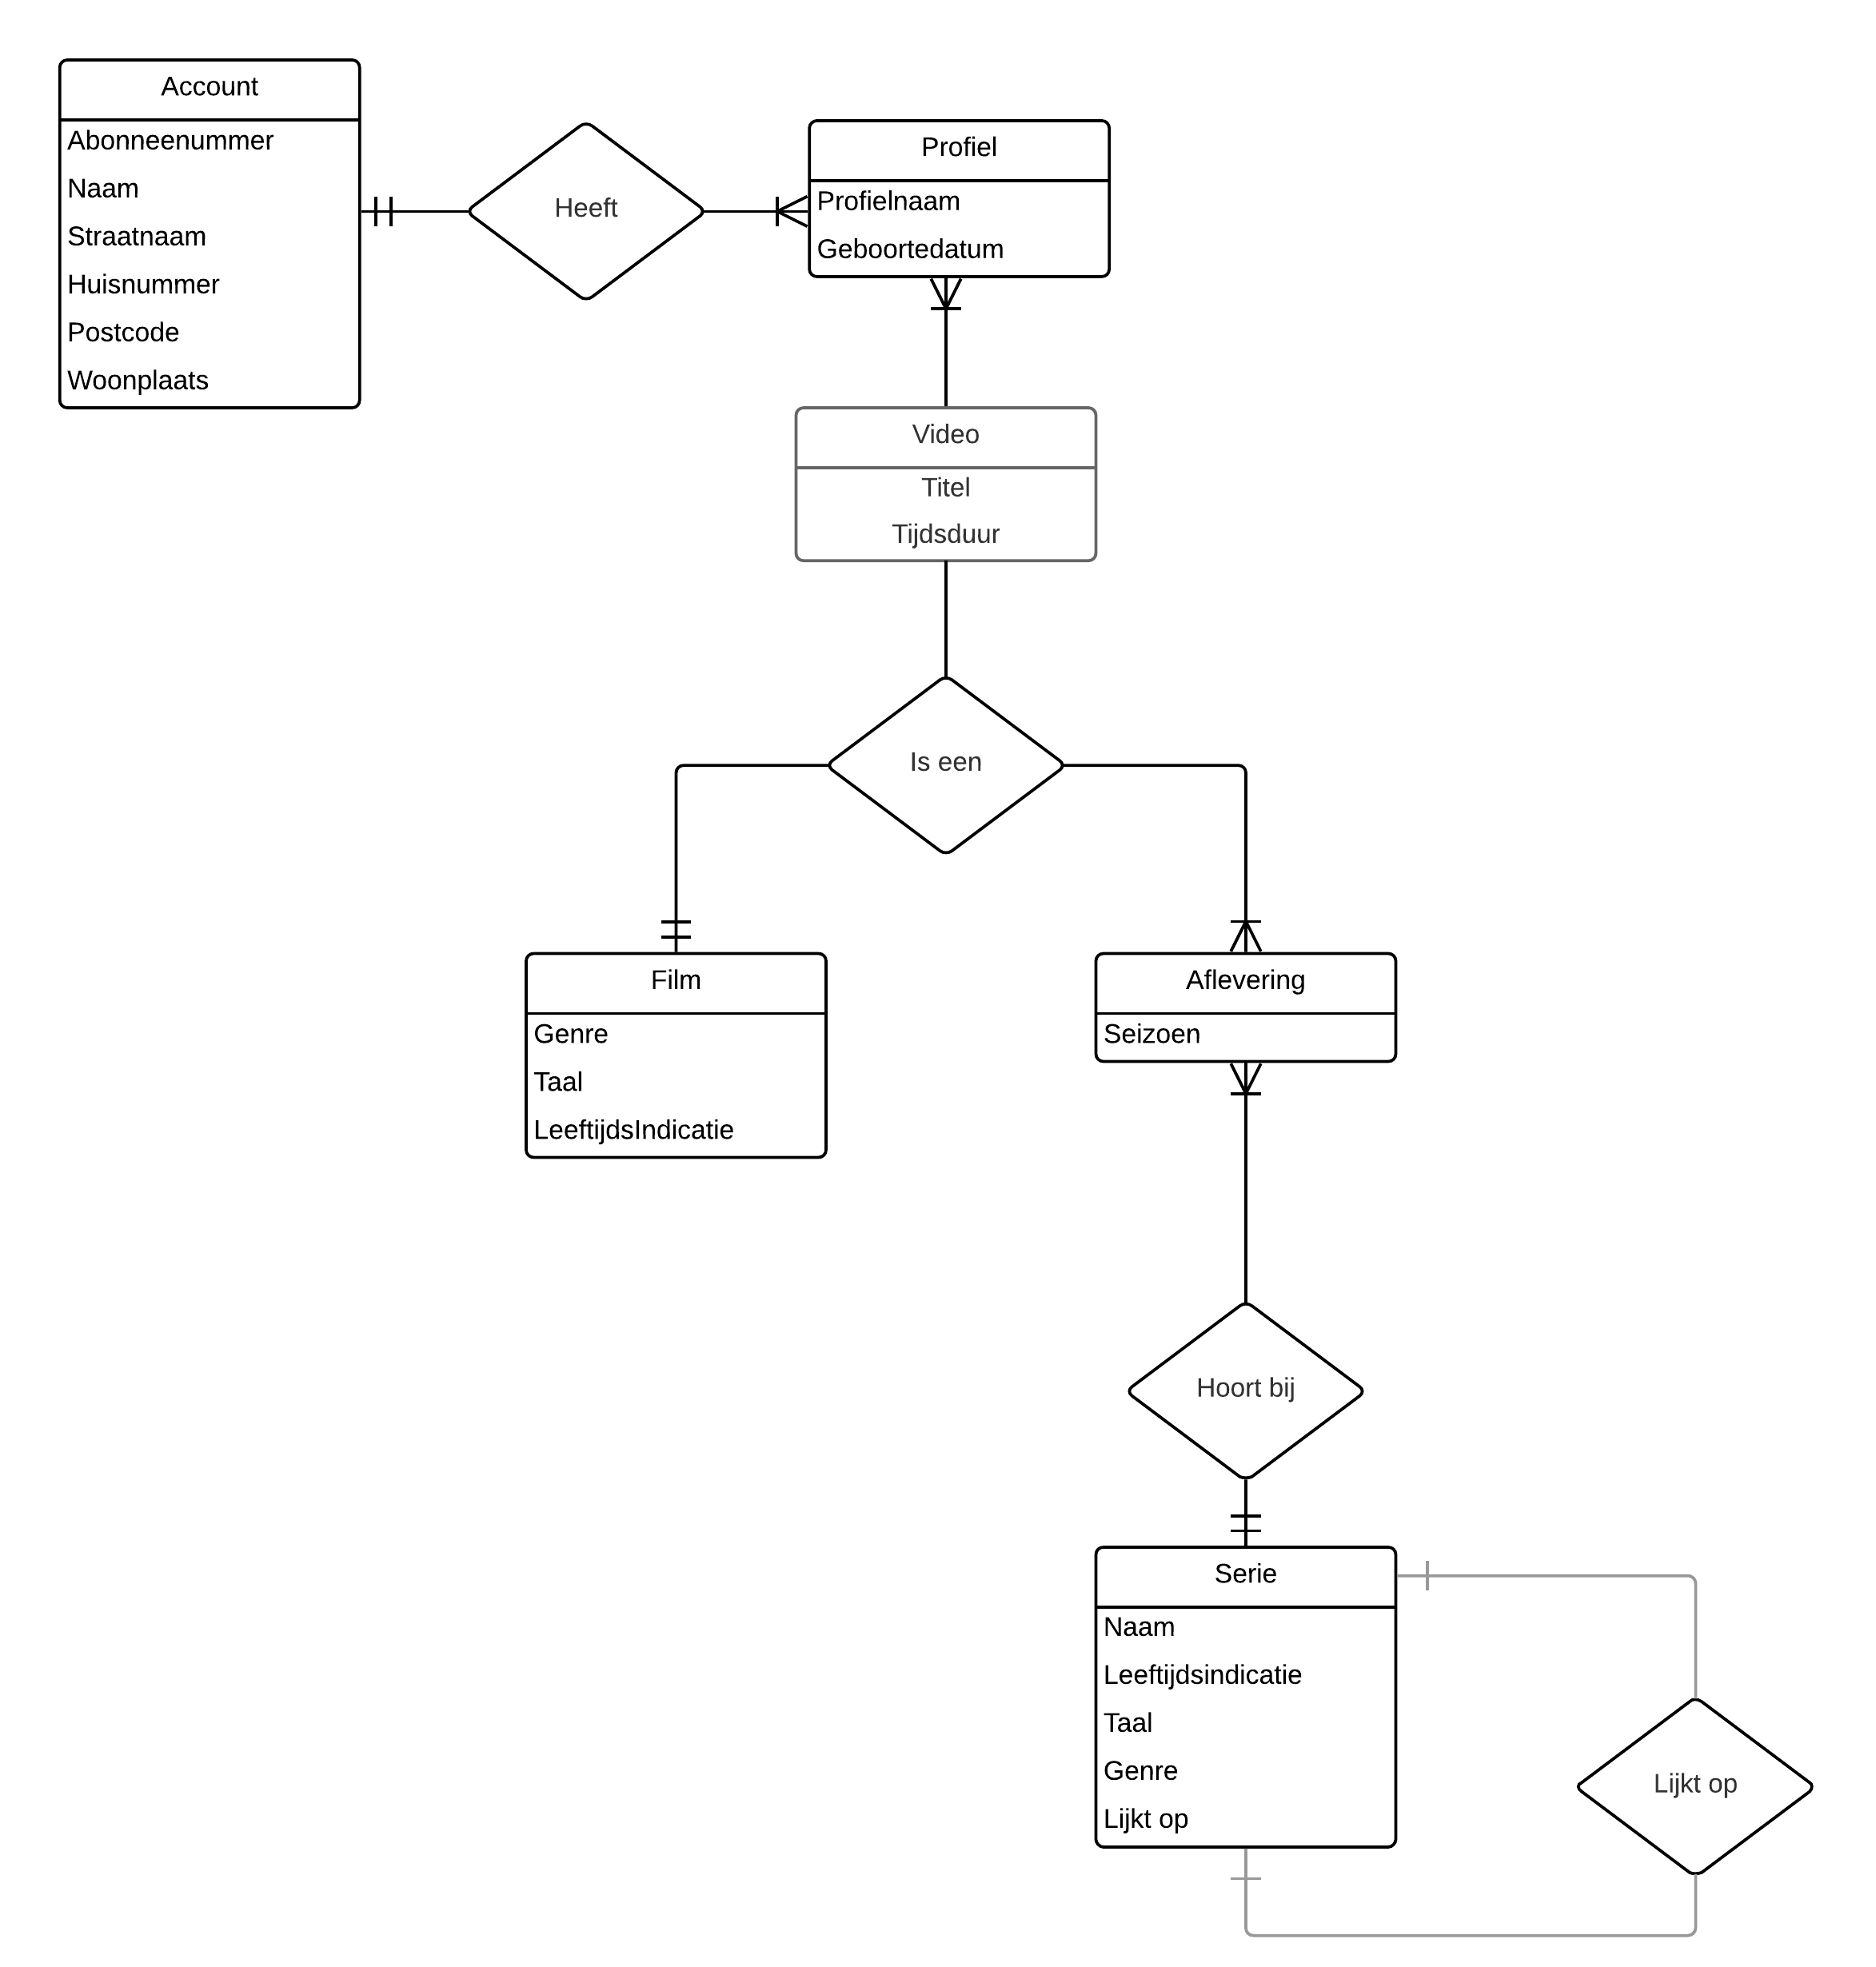 Account
Abonneenummer
Naam
Straatnaam
Huisnummer
Postcode
Woonplaats
Heeft
Profiel
Profielnaam
Geboortedatum
Video
Titel
Tijdsduur
Is een
Film
Genre
Taal
LeeftijdsIndicatie
Aflevering
Seizoen
Hoort bij
Serie
Naam
Leeftijdsindicatie
Taal
Genre
Lijkt op
Lijkt op